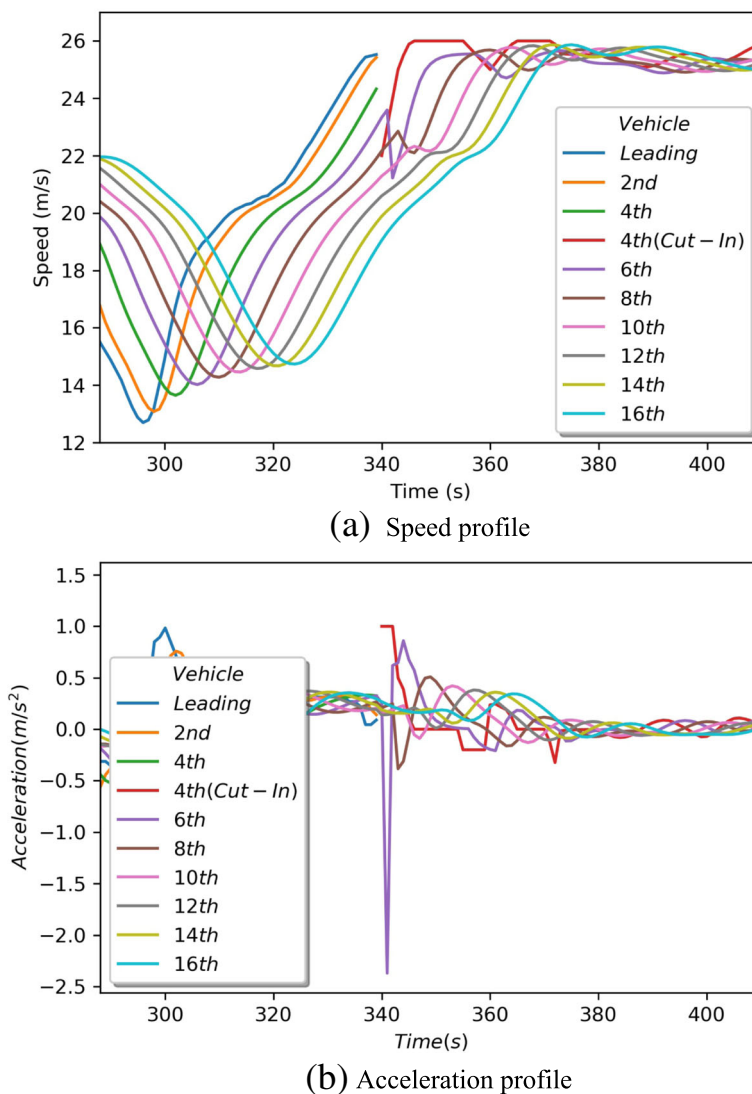 26
24
22
20
18
16
14
12
Speed (m/s)
Vehicle
Leading
2nd
4th
4th(Cut − In)
6th
8th
10th
12th
14th
16th
300 320 340 360 380 400
Time (s)
(a) Speed profile
1.5
1.0
0.5
0.0
−0.5
−1.0
−1.5
−2.0
−2.5
Acceleration(m/s²)
Vehicle
Leading
2nd
4th
4th(Cut − In)
6th
8th
10th
12th
14th
16th
300 320 340 360 380 400
Time(s)
(b) Acceleration profile